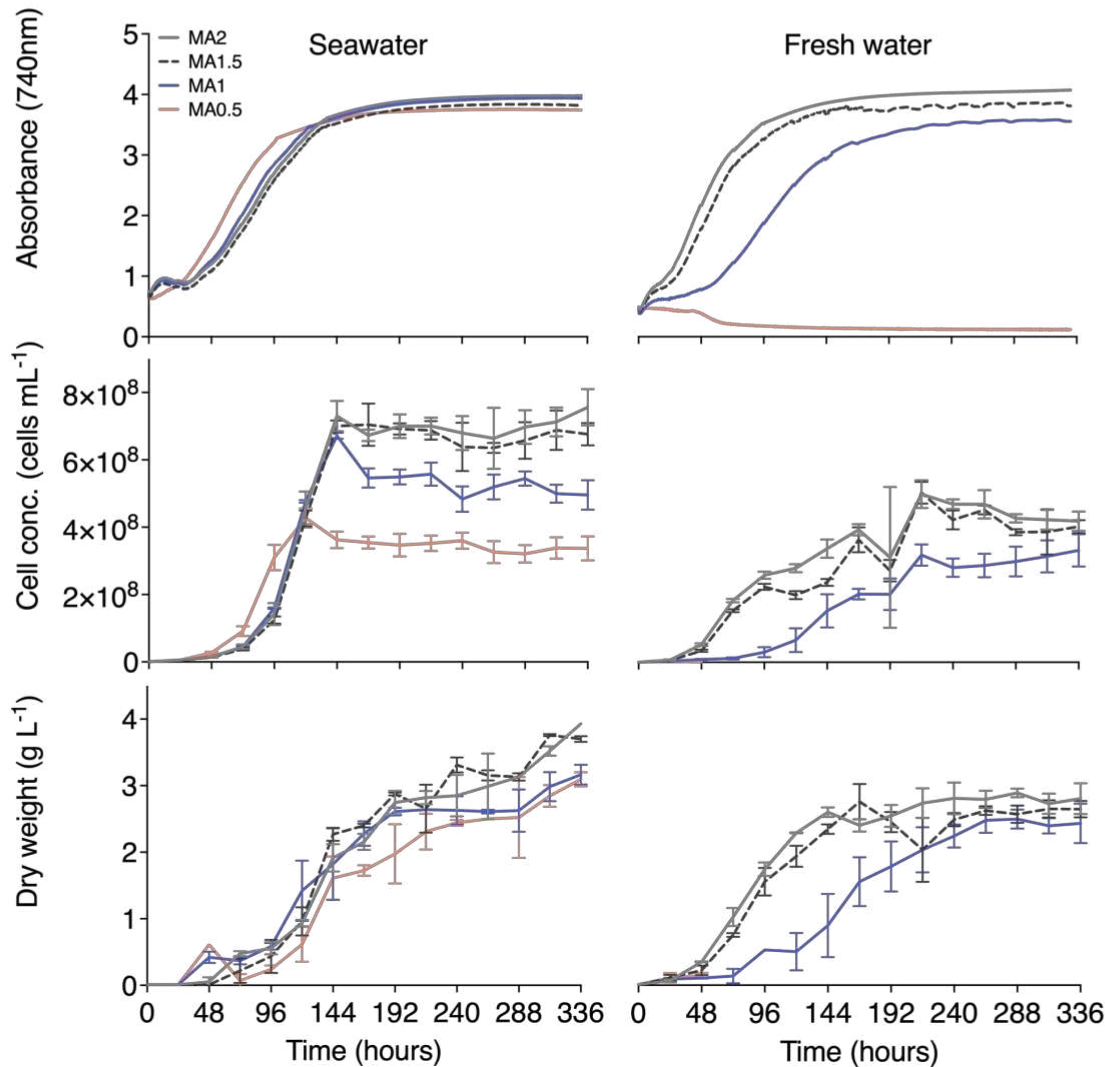 Seawater
Fresh water
MA2
MA1.5
MA1
MA0.5
Absorbance (740nm)
5
4
3
2
1
0
Cell conc. (cells mL⁻¹)
8×10⁸
6×10⁸
4×10⁸
2×10⁸
0
Dry weight (g L⁻¹)
4
3
2
1
0
0 48 96 144 192 240 288 336
0 48 96 144 192 240 288 336
Time (hours)
Time (hours)